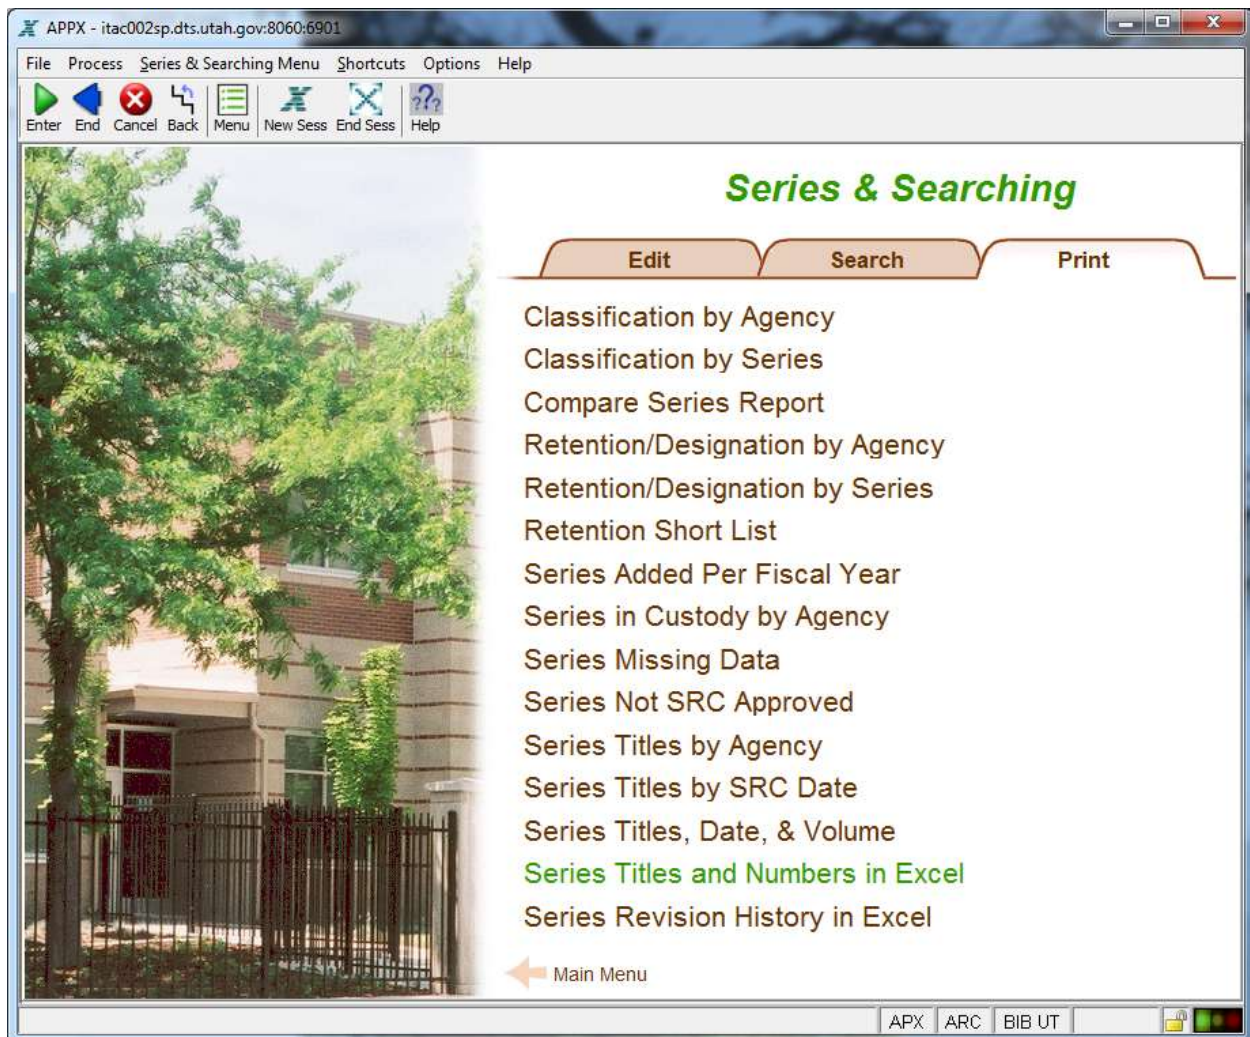 APPX - itac002sp.dts.utah.gov:8060:6901
File Process Series & Searching Menu Shortcuts Options Help
Enter End Cancel Back Menu New Sess End Sess Help
Series & Searching
Edit Search Print
Classification by Agency
Classification by Series
Compare Series Report
Retention/Designation by Agency
Retention/Designation by Series
Retention Short List
Series Added Per Fiscal Year
Series in Custody by Agency
Series Missing Data
Series Not SRC Approved
Series Titles by Agency
Series Titles by SRC Date
Series Titles, Date, & Volume
Series Titles and Numbers in Excel
Series Revision History in Excel
Main Menu
APX ARC BIB UT